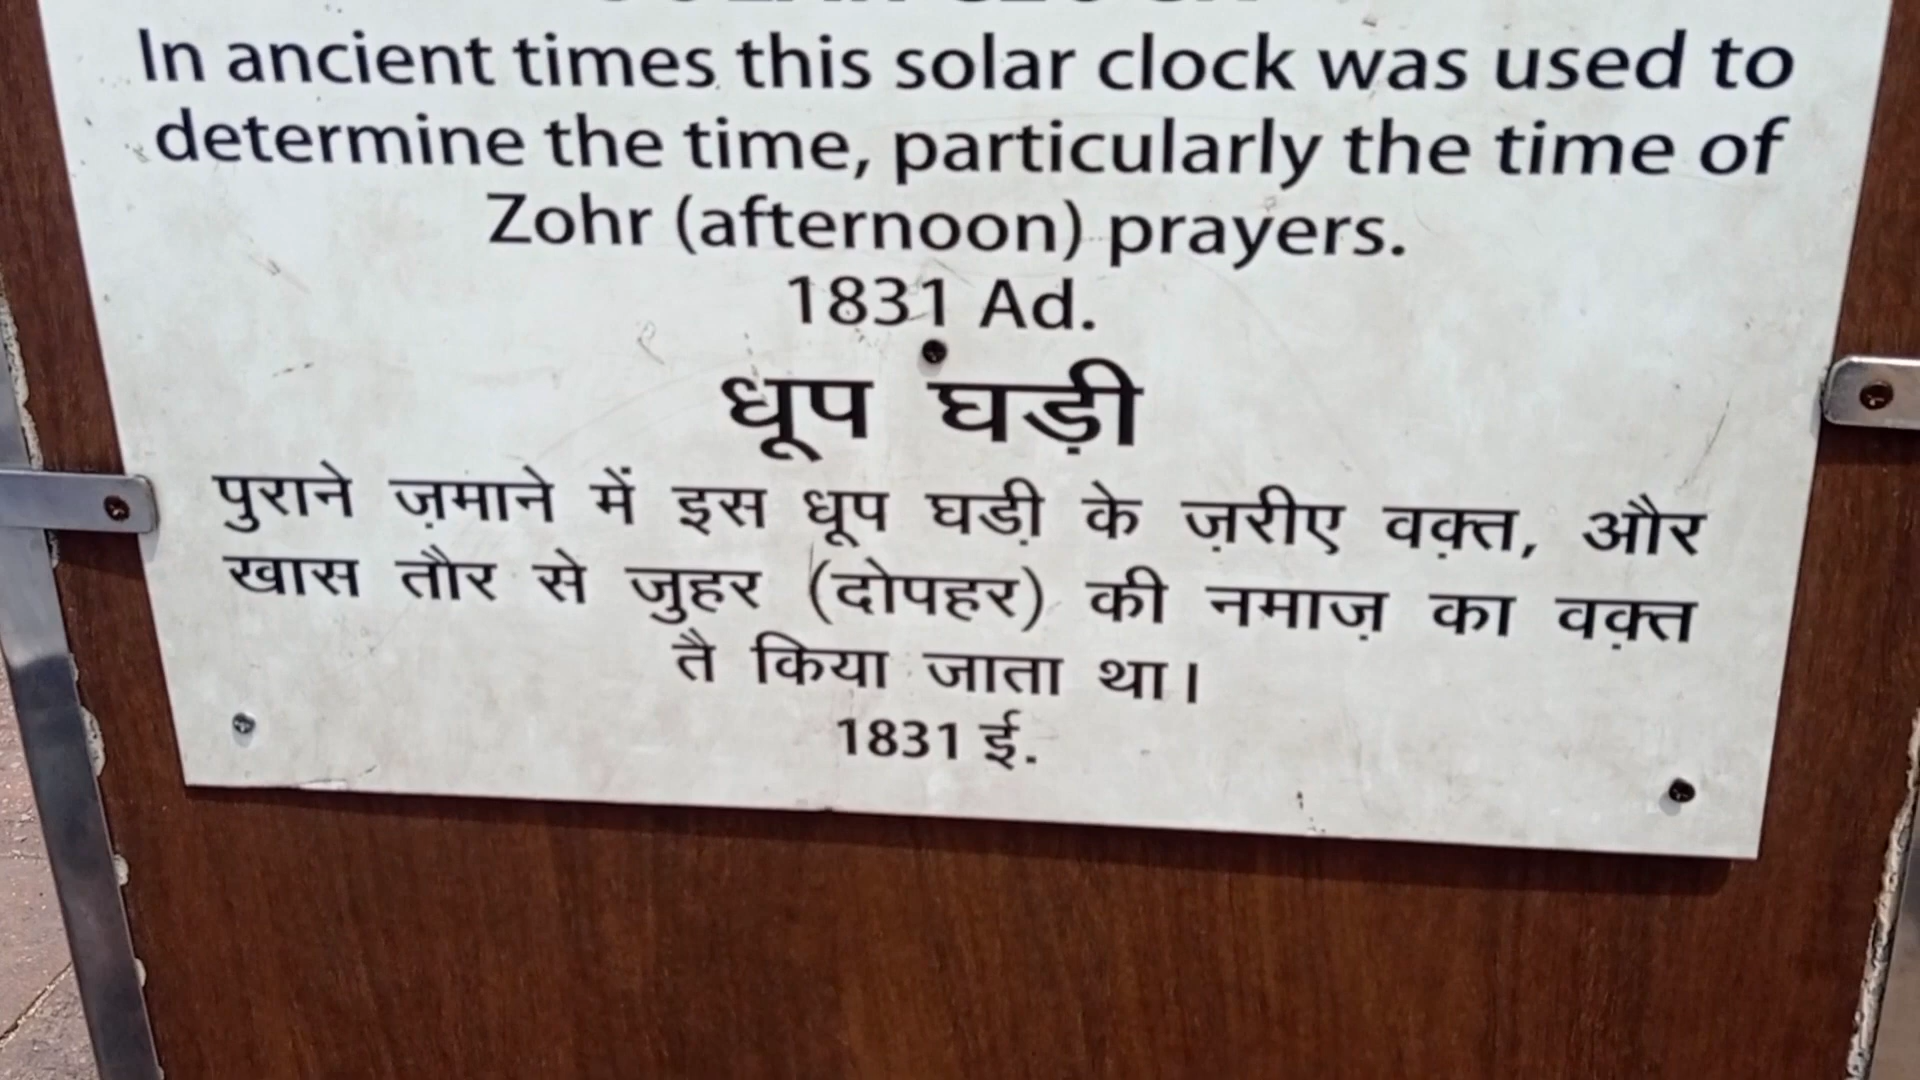 In ancient times this solar clock was used to
determine the time, particularly the time of
Zohr (afternoon) prayers.
1831 Ad.
धूप घड़ी
पुराने ज़माने में इस धूप घड़ी के ज़रीए वक़्त, और
खास तौर से जुहर (दोपहर) की नमाज़ का वक़्त
तै किया जाता था।
1831 ई.